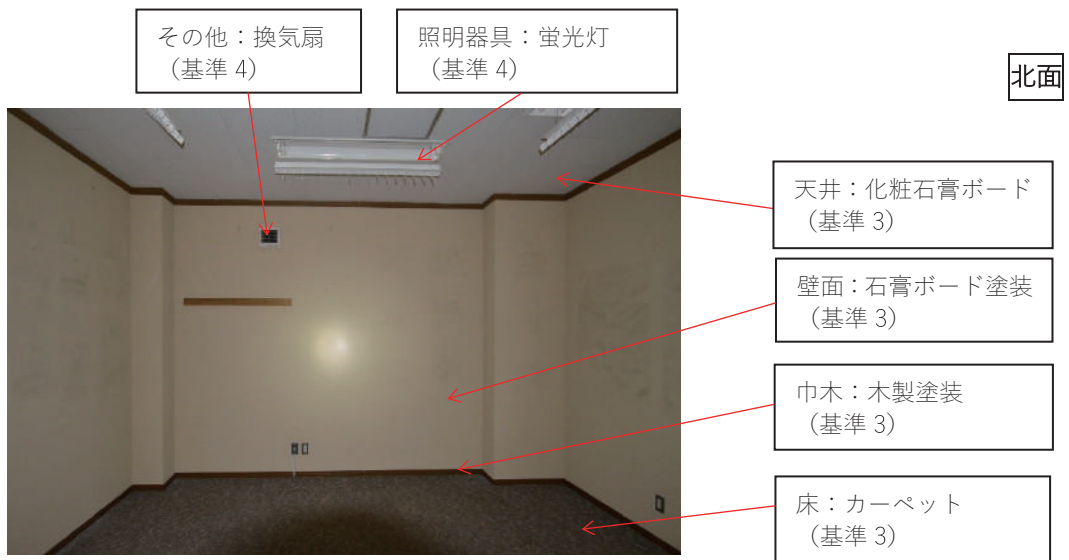 その他：換気扇
（基準 4）
照明器具：蛍光灯
（基準 4）
北面
天井：化粧石膏ボード
（基準 3）
壁面：石膏ボード塗装
（基準 3）
巾木：木製塗装
（基準 3）
床：カーペット
（基準 3）